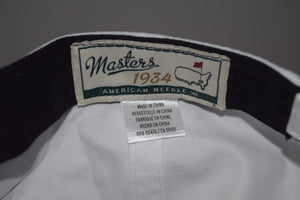 Masters
1934
AMERICAN NEEDLE
MADE IN CHINA
HERGESTELLT IN CHINA
FABRIQUÉ EN CHINE
HECHO EN CHINA